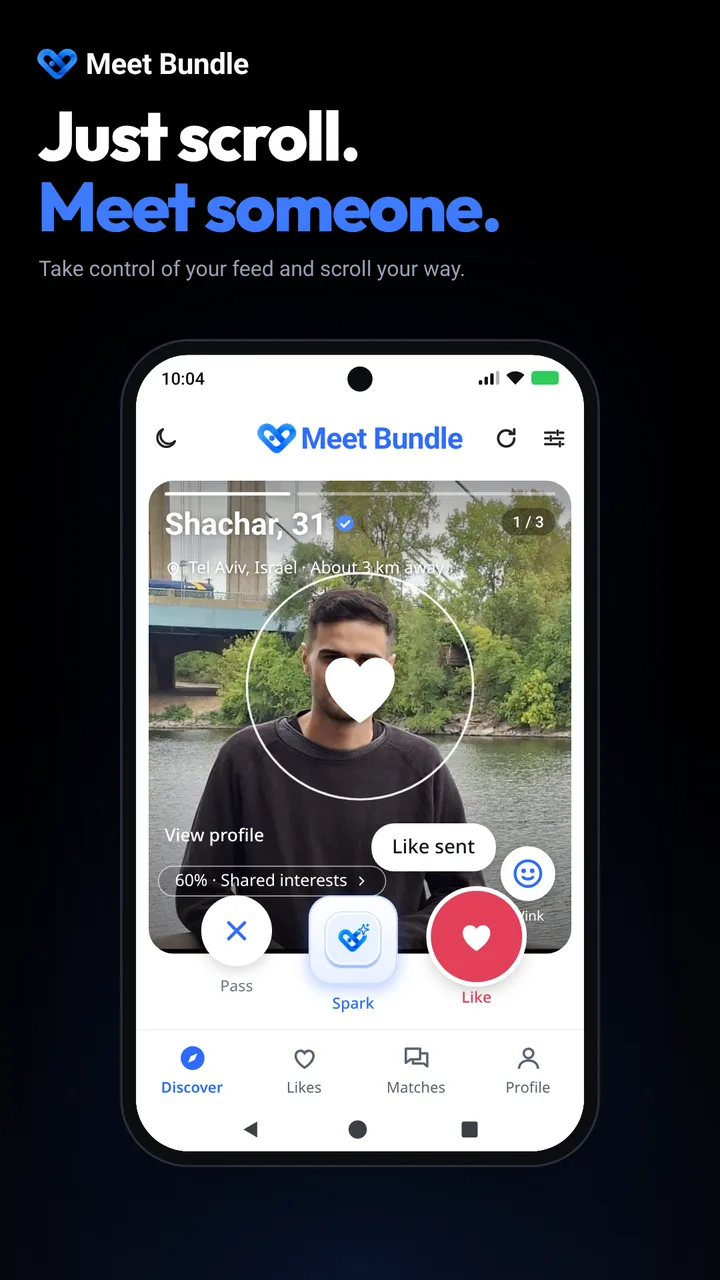 Meet Bundle
Just scroll.
Meet someone.
Take control of your feed and scroll your way.
10:04
Meet Bundle
Shachar, 31
1 / 3
Tel Aviv, Israel · About 3 km away
View profile
Like sent
60% · Shared interests
Pass
Spark
Like
Discover
Likes
Matches
Profile